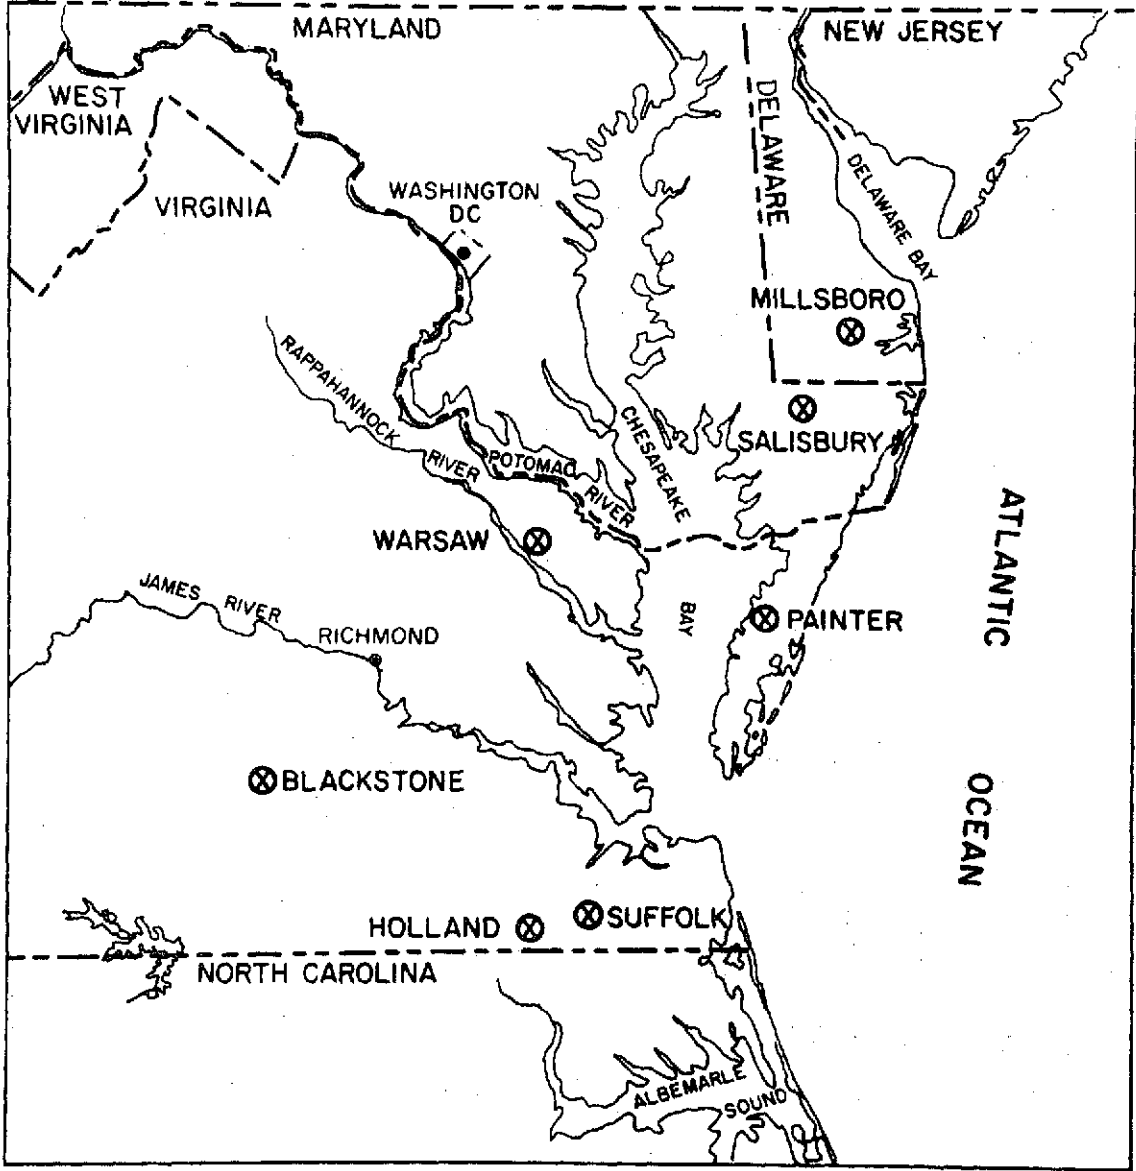 MARYLAND
NEW JERSEY
WEST
VIRGINIA
DELAWARE
DELAWARE BAY
VIRGINIA
WASHINGTON
DC
MILLSBORO
RAPPAHANNOCK
RIVER
CHESAPEAKE
BAY
SALISBURY
POTOMAC
RIVER
WARSAW
ATLANTIC
OCEAN
JAMES RIVER
RICHMOND
PAINTER
BLACKSTONE
HOLLAND
SUFFOLK
NORTH CAROLINA
ALBEMARLE
SOUND